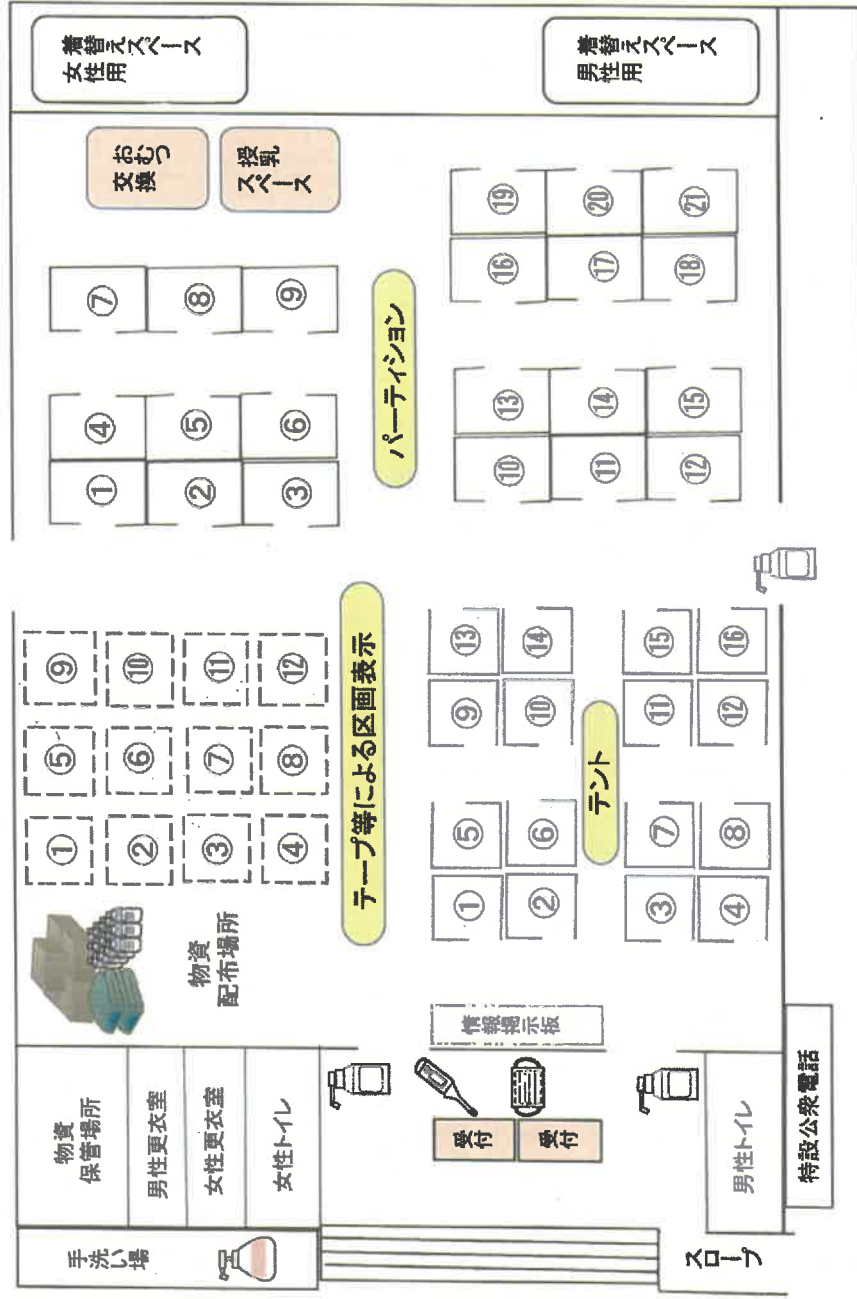 スロープ
手洗い場
特設公衆電話
男性トイレ
受付
受付
女性トイレ
女性更衣室
男性更衣室
物資
保管場所
情報掲示板
物資
配布場所
テント
④ ③ ② ①
⑧ ⑦ ⑥ ⑤
⑫ ⑪ ⑩ ⑨
⑯ ⑮ ⑭ ⑬
テープ等による区画表示
④ ③ ② ①
⑧ ⑦ ⑥ ⑤
⑫ ⑪ ⑩ ⑨
パーティション
⑫ ⑪ ⑩ ③ ② ①
⑮ ⑭ ⑬ ⑥ ⑤ ④
⑱ ⑰ ⑯ ⑨ ⑧ ⑦
㉑ ⑳ ⑲
授乳
スペース
おむつ
交換
着替えスペース
男性用
着替えスペース
女性用